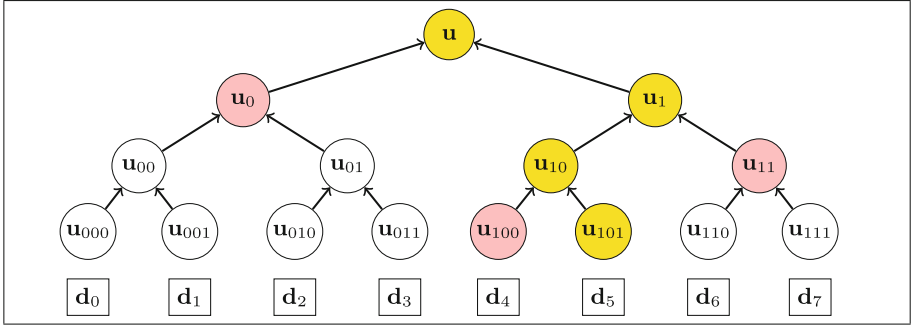 u
u₀ u₁
u₀₀ u₀₁ u₁₀ u₁₁
u₀₀₀ u₀₀₁ u₀₁₀ u₀₁₁ u₁₀₀ u₁₀₁ u₁₁₀ u₁₁₁
d₀ d₁ d₂ d₃ d₄ d₅ d₆ d₇